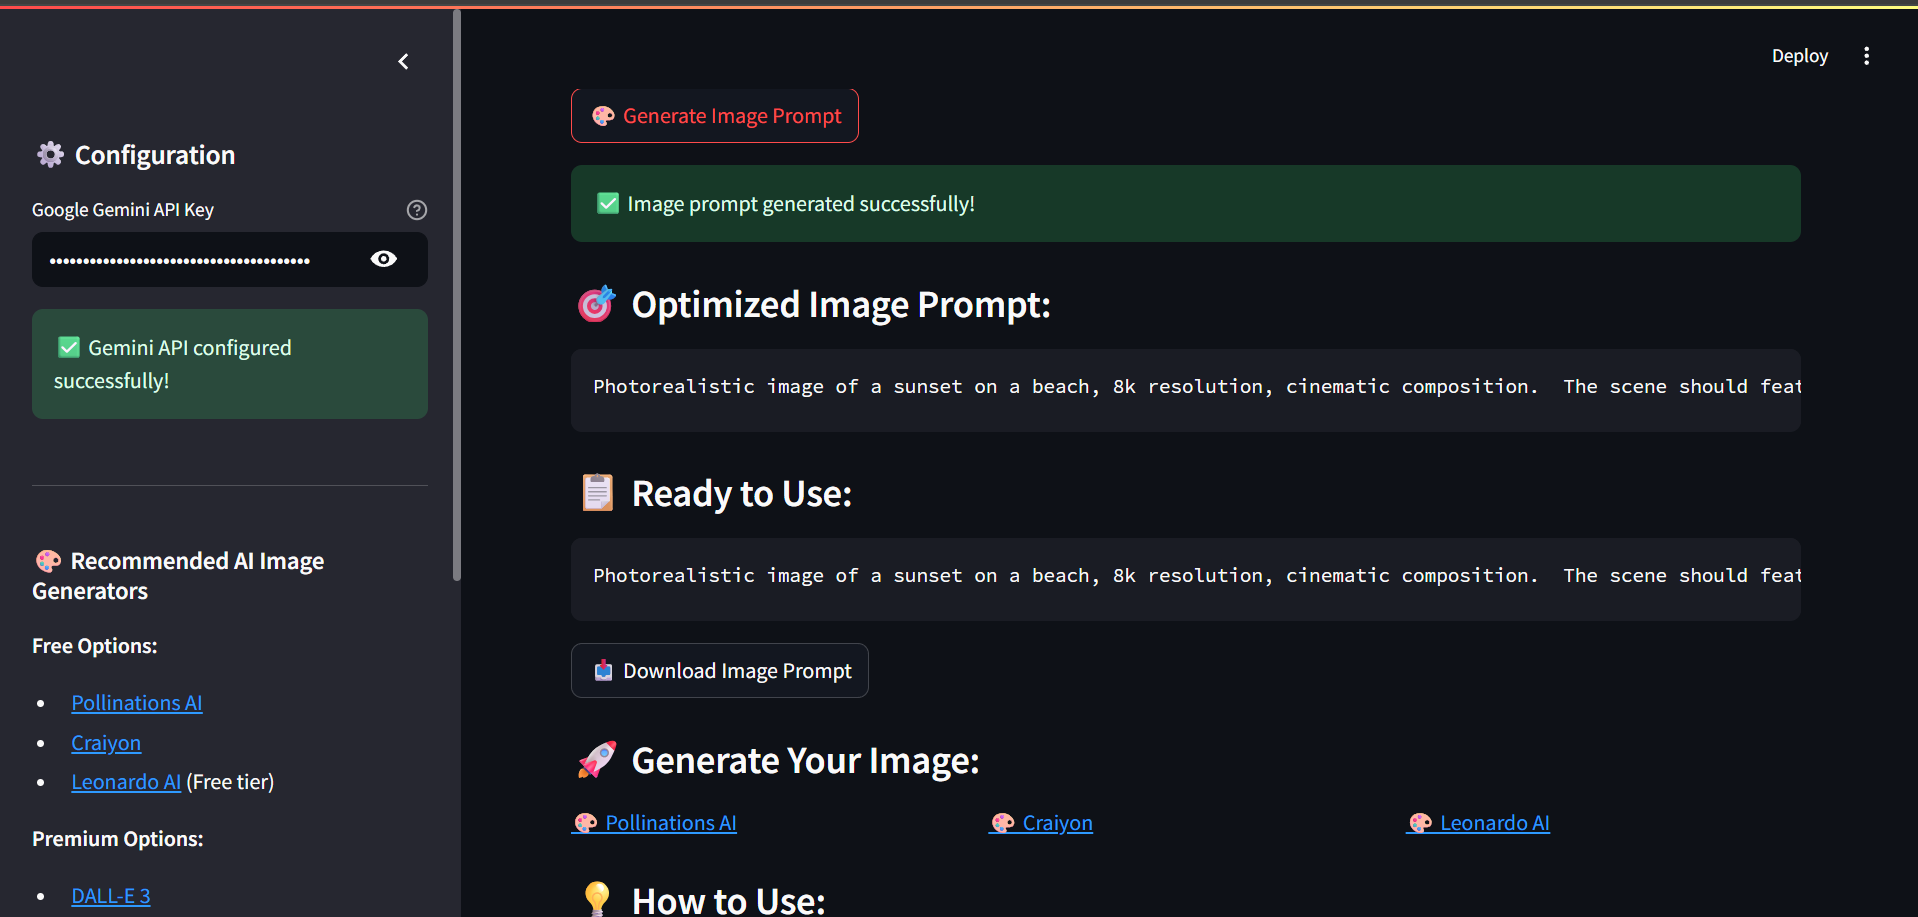 Deploy
Configuration
Google Gemini API Key
Gemini API configured
successfully!
Recommended AI Image
Generators
Free Options:
Pollinations AI
Craiyon
Leonardo AI (Free tier)
Premium Options:
DALL-E 3
Generate Image Prompt
Image prompt generated successfully!
Optimized Image Prompt:
Photorealistic image of a sunset on a beach, 8k resolution, cinematic composition.  The scene should feat
Ready to Use:
Photorealistic image of a sunset on a beach, 8k resolution, cinematic composition.  The scene should feat
Download Image Prompt
Generate Your Image:
Pollinations AI
Craiyon
Leonardo AI
How to Use: